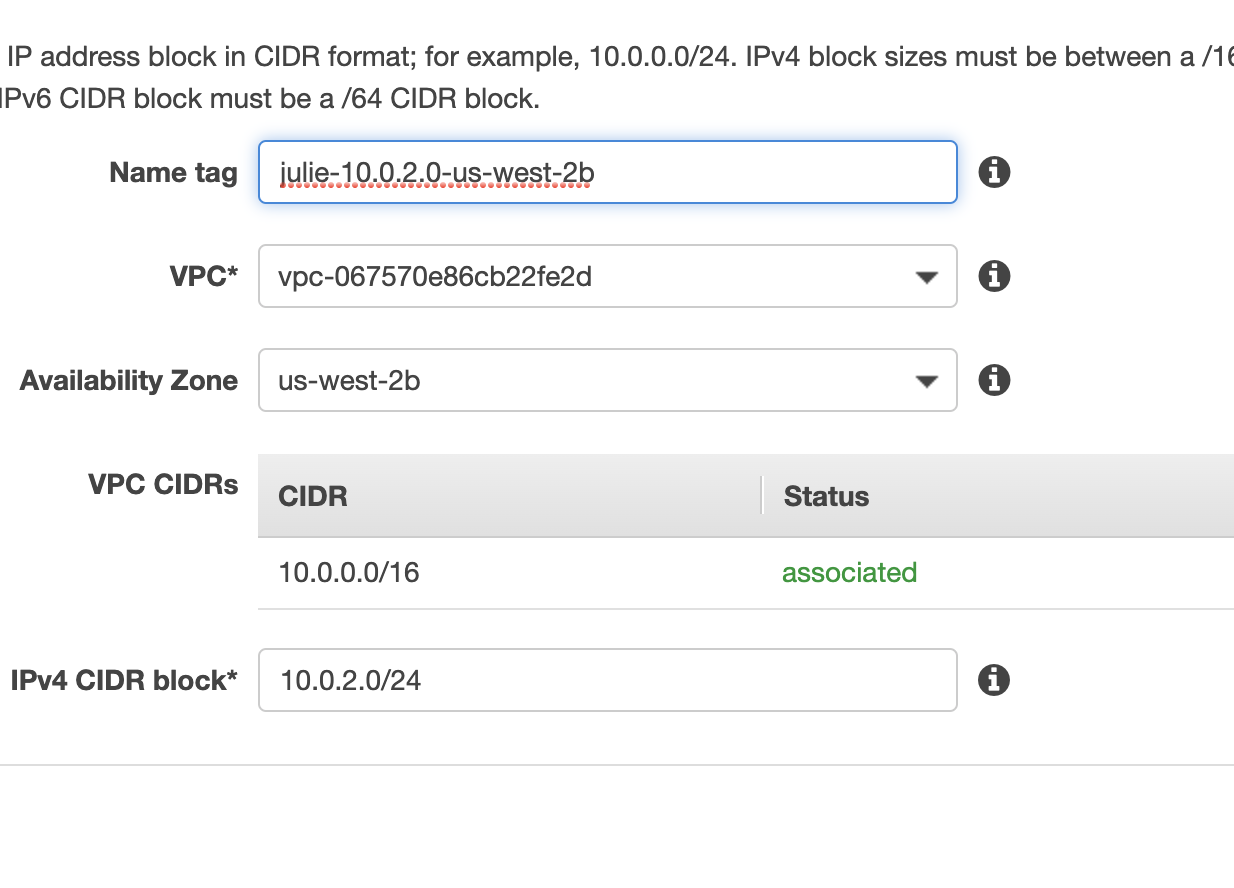 IP address block in CIDR format; for example, 10.0.0.0/24. IPv4 block sizes must be between a /16
IPv6 CIDR block must be a /64 CIDR block.
Name tag julie-10.0.2.0-us-west-2b
VPC* vpc-067570e86cb22fe2d
Availability Zone us-west-2b
VPC CIDRs CIDR Status
10.0.0.0/16 associated
IPv4 CIDR block* 10.0.2.0/24